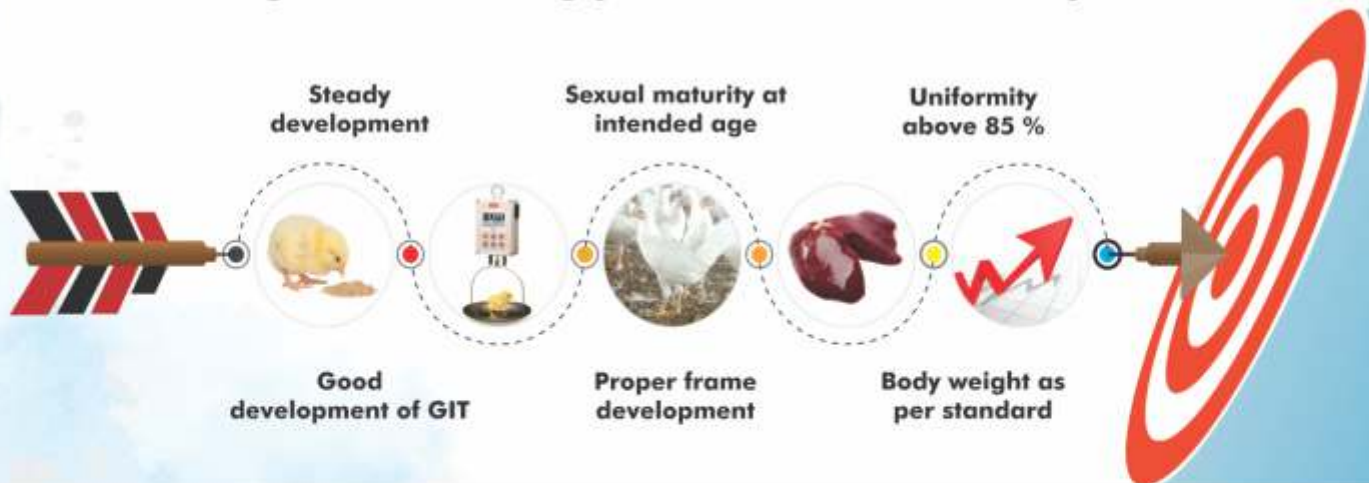 Steady
development
Sexual maturity at
intended age
Uniformity
above 85 %
Good
development of GIT
Proper frame
development
Body weight as
per standard